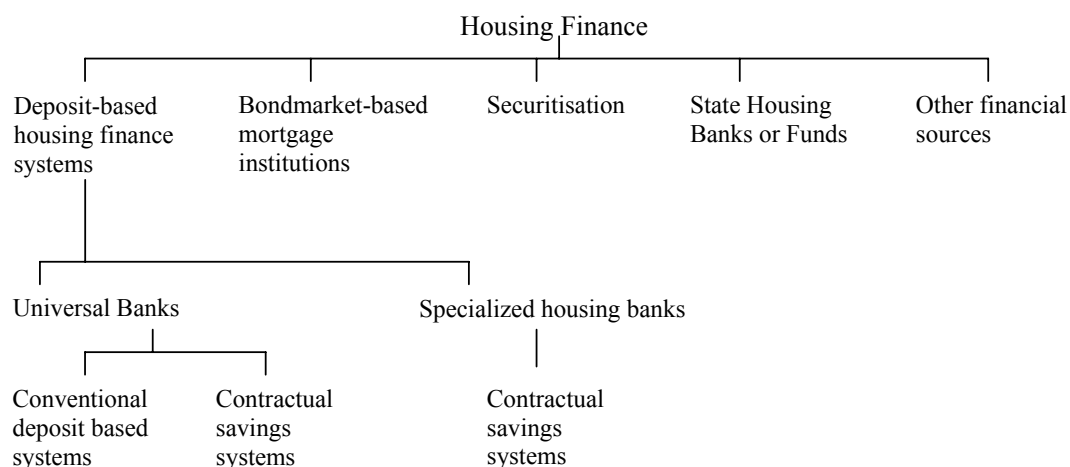 Housing Finance
Deposit-based
housing finance
systems
Bondmarket-based
mortgage
institutions
Securitisation
State Housing
Banks or Funds
Other financial
sources
Universal Banks
Specialized housing banks
Conventional
deposit based
systems
Contractual
savings
systems
Contractual
savings
systems